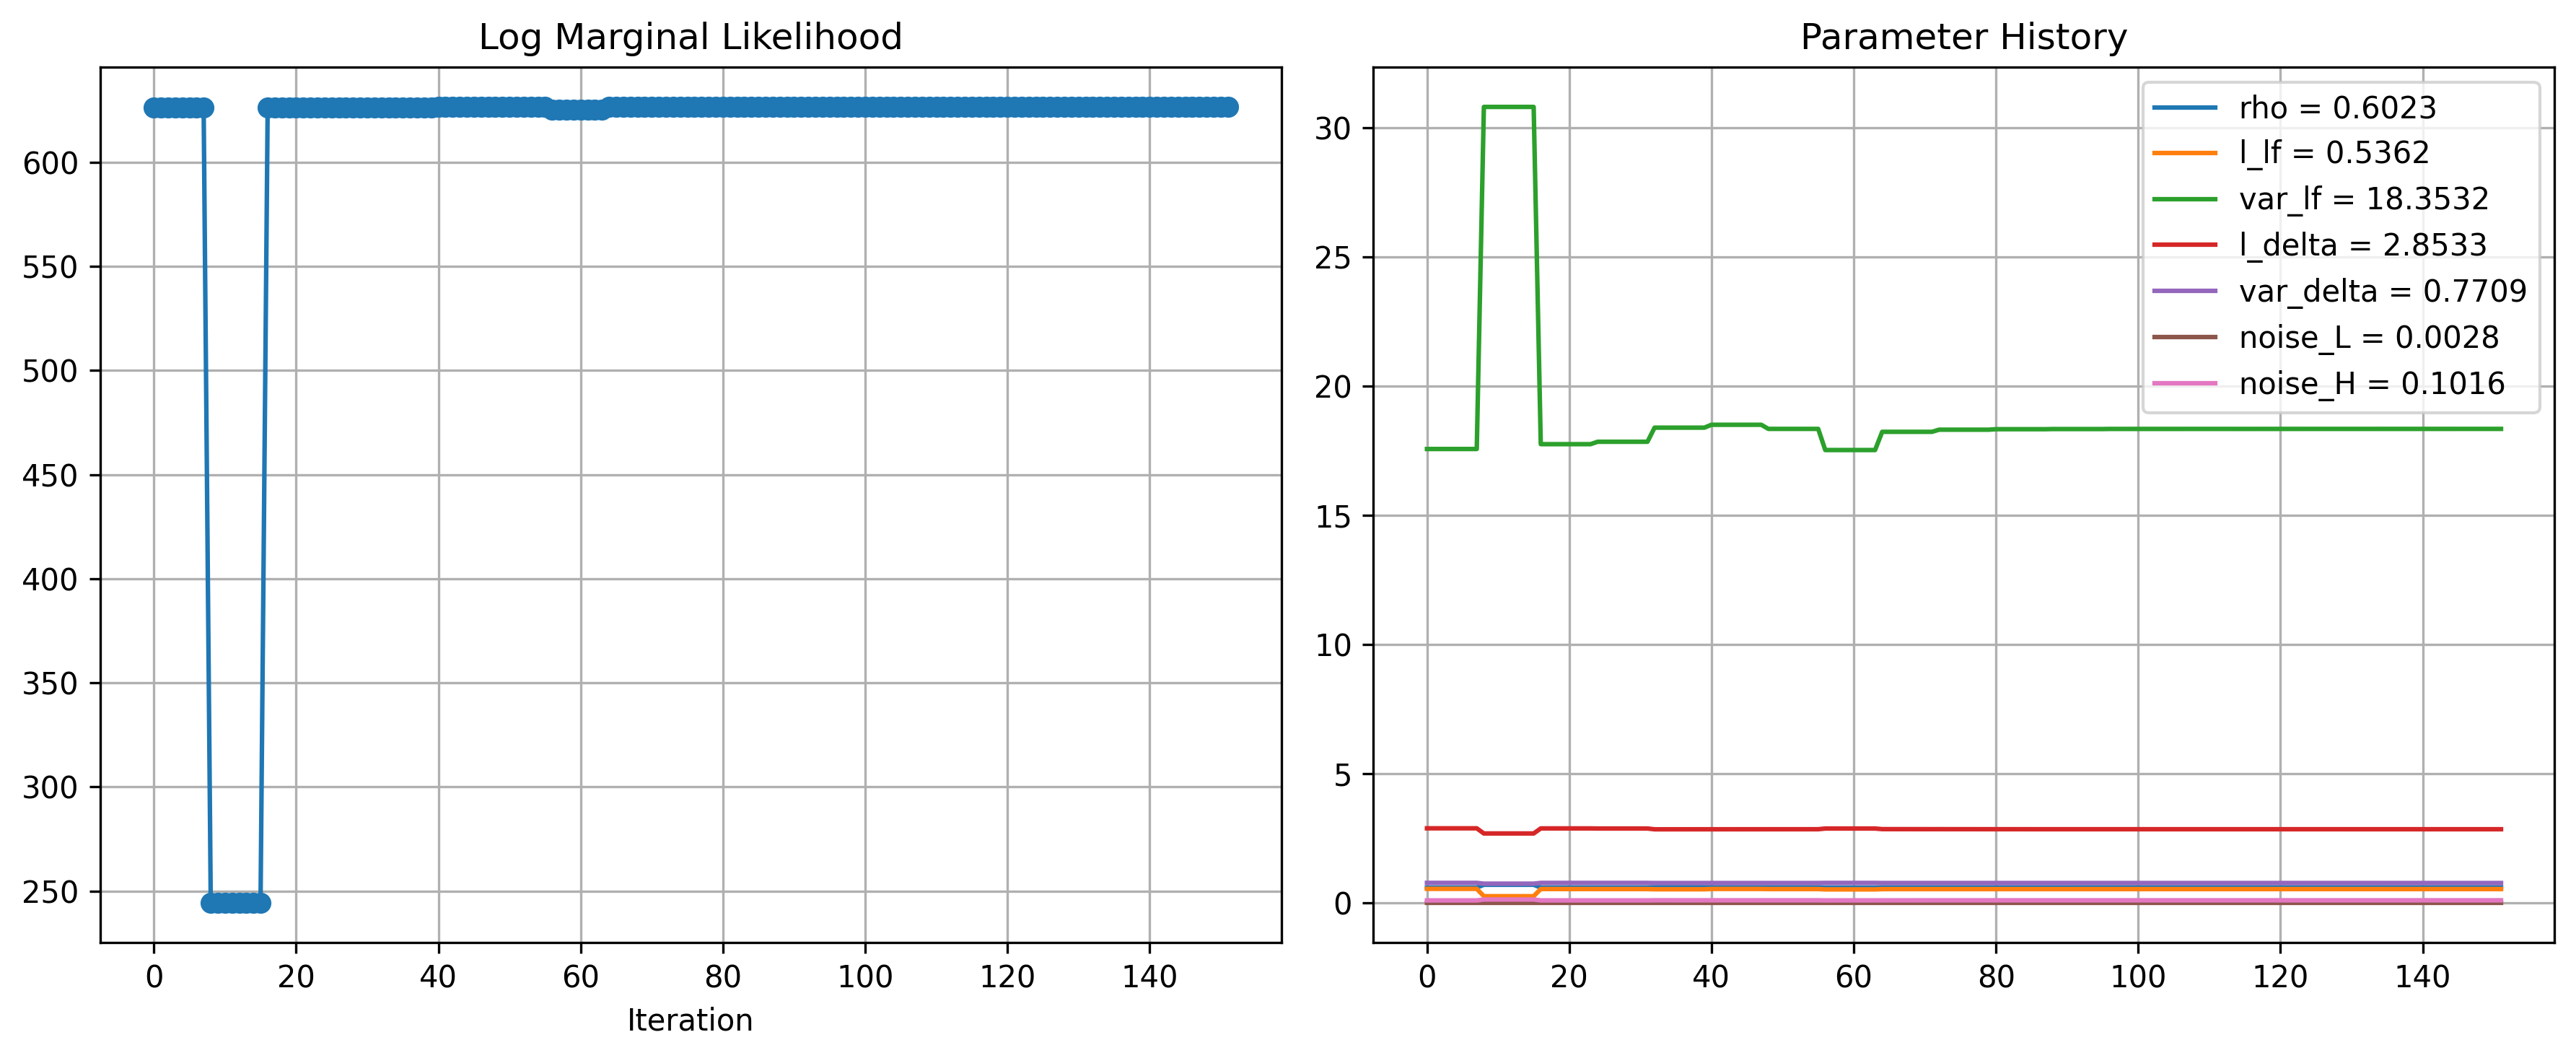 Log Marginal Likelihood
600
550
500
450
400
350
300
250
0 20 40 60 80 100 120 140
Iteration
Parameter History
30
25
20
15
10
5
0
0 20 40 60 80 100 120 140
rho = 0.6023
l_lf = 0.5362
var_lf = 18.3532
l_delta = 2.8533
var_delta = 0.7709
noise_L = 0.0028
noise_H = 0.1016